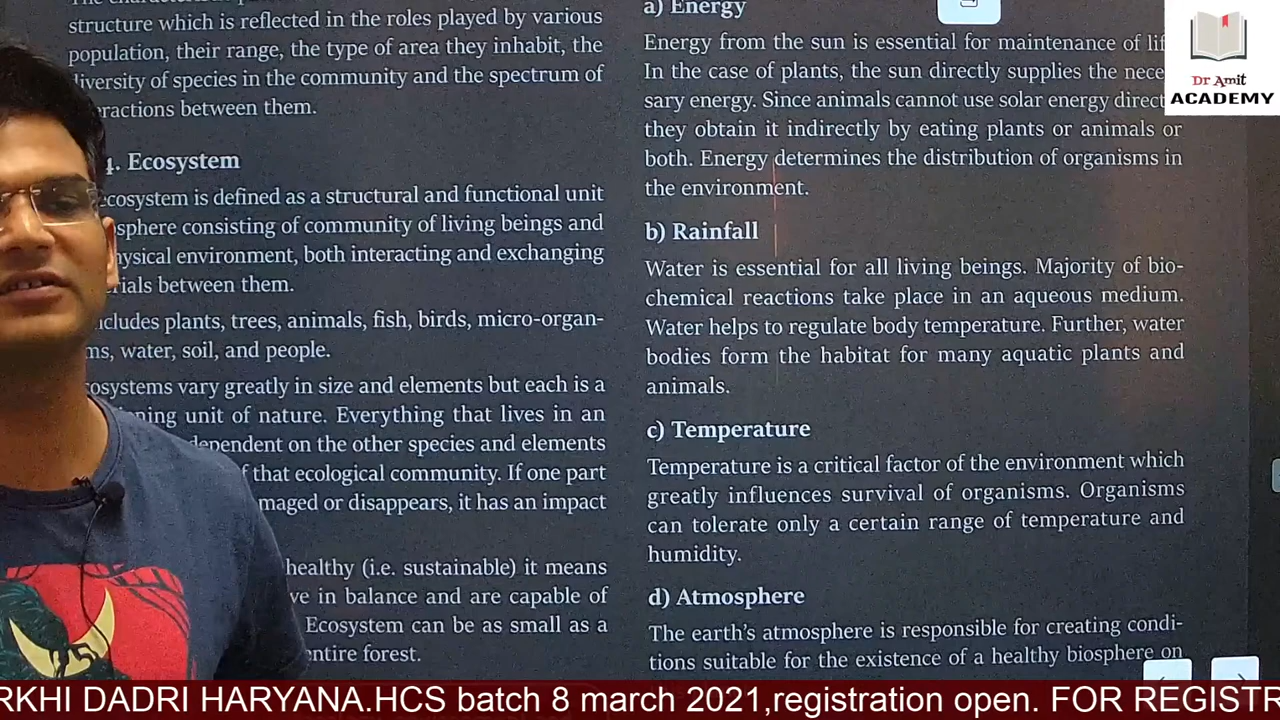 structure which is reflected in the roles played by various
population, their range, the type of area they inhabit, the
diversity of species in the community and the spectrum of
eractions between them.
4. Ecosystem
ecosystem is defined as a structural and functional unit
osphere consisting of community of living beings and
hysical environment, both interacting and exchanging
rials between them.
ncludes plants, trees, animals, fish, birds, micro-organ-
ms, water, soil, and people.
cosystems vary greatly in size and elements but each is a
ning unit of nature. Everything that lives in an
dependent on the other species and elements
f that ecological community. If one part
maged or disappears, it has an impact
healthy (i.e. sustainable) it means
ve in balance and are capable of
Ecosystem can be as small as a
entire forest.
a) Energy
Energy from the sun is essential for maintenance of lif
In the case of plants, the sun directly supplies the nece
sary energy. Since animals cannot use solar energy direct
they obtain it indirectly by eating plants or animals or
both. Energy determines the distribution of organisms in
the environment.
b) Rainfall
Water is essential for all living beings. Majority of bio-
chemical reactions take place in an aqueous medium.
Water helps to regulate body temperature. Further, water
bodies form the habitat for many aquatic plants and
animals.
c) Temperature
Temperature is a critical factor of the environment which
greatly influences survival of organisms. Organisms
can tolerate only a certain range of temperature and
humidity.
d) Atmosphere
The earth's atmosphere is responsible for creating condi-
tions suitable for the existence of a healthy biosphere on
Dr Amit
ACADEMY
RKHI DADRI HARYANA.HCS batch 8 march 2021,registration open. FOR REGISTR